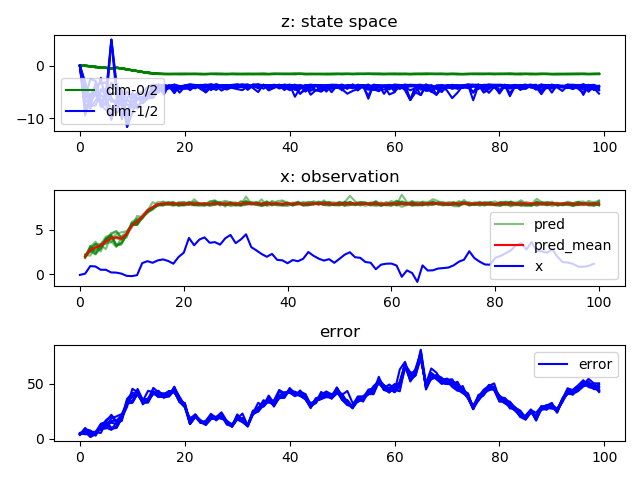 z: state space
0
−10
dim-0/2
dim-1/2
0 20 40 60 80 100
x: observation
5
0
pred
pred_mean
x
0 20 40 60 80 100
error
50
0
error
0 20 40 60 80 100